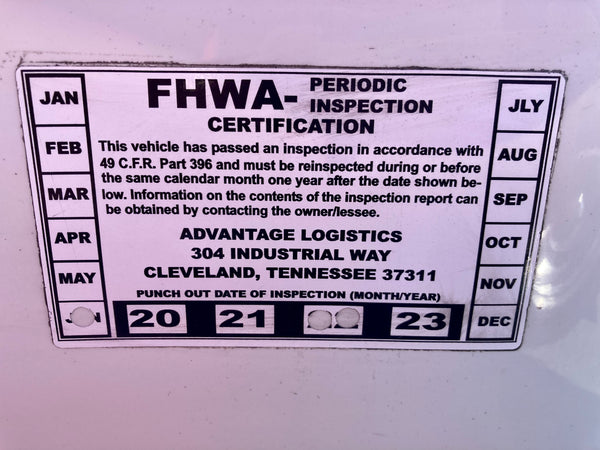 JAN
FEB
MAR
APR
MAY
FHWA- PERIODIC
INSPECTION
CERTIFICATION
This vehicle has passed an inspection in accordance with
49 C.F.R. Part 396 and must be reinspected during or before
the same calendar month one year after the date shown be-
low. Information on the contents of the inspection report can
be obtained by contacting the owner/lessee.
ADVANTAGE LOGISTICS
304 INDUSTRIAL WAY
CLEVELAND, TENNESSEE 37311
PUNCH OUT DATE OF INSPECTION (MONTH/YEAR)
20 21 23
JLY
AUG
SEP
OCT
NOV
DEC